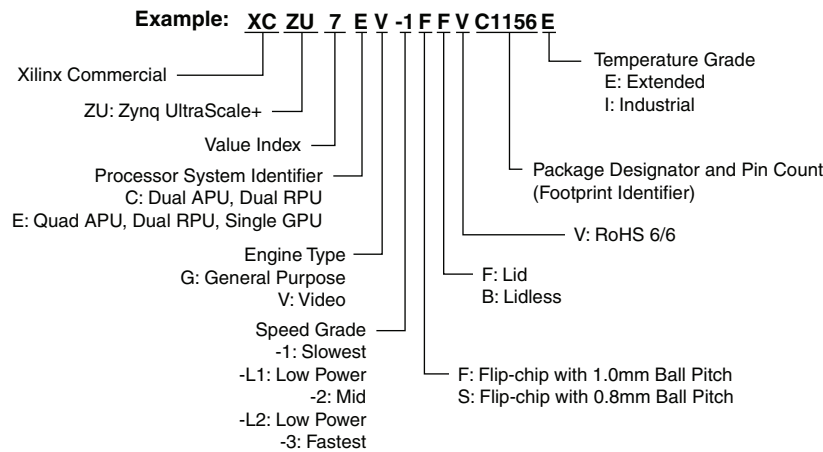 Example: XC ZU 7 E V -1 F F V C1156 E
Xilinx Commercial
ZU: Zynq UltraScale+
Value Index
Processor System Identifier
C: Dual APU, Dual RPU
E: Quad APU, Dual RPU, Single GPU
Engine Type
G: General Purpose
V: Video
Speed Grade
-1: Slowest
-L1: Low Power
-2: Mid
-L2: Low Power
-3: Fastest
Temperature Grade
E: Extended
I: Industrial
Package Designator and Pin Count
(Footprint Identifier)
V: RoHS 6/6
F: Lid
B: Lidless
F: Flip-chip with 1.0mm Ball Pitch
S: Flip-chip with 0.8mm Ball Pitch